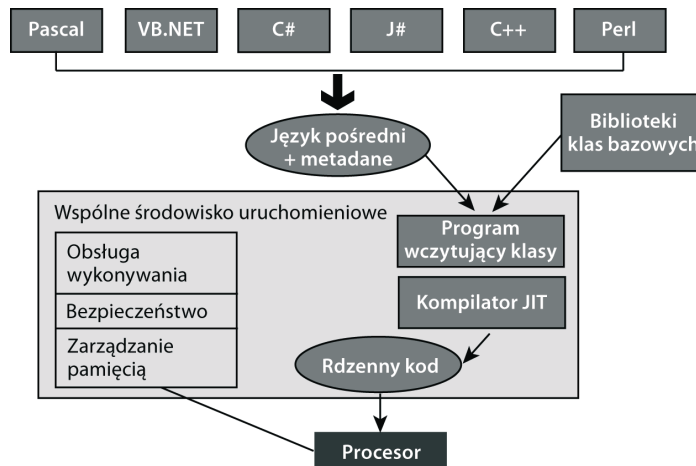 Pascal
VB.NET
C#
J#
C++
Perl
Język pośredni
+ metadane
Biblioteki
klas bazowych
Wspólne środowisko uruchomieniowe
Program
wczytujący klasy
Obsługa
wykonywania
Bezpieczeństwo
Zarządzanie
pamięcią
Kompilator JIT
Rdzenny kod
Procesor